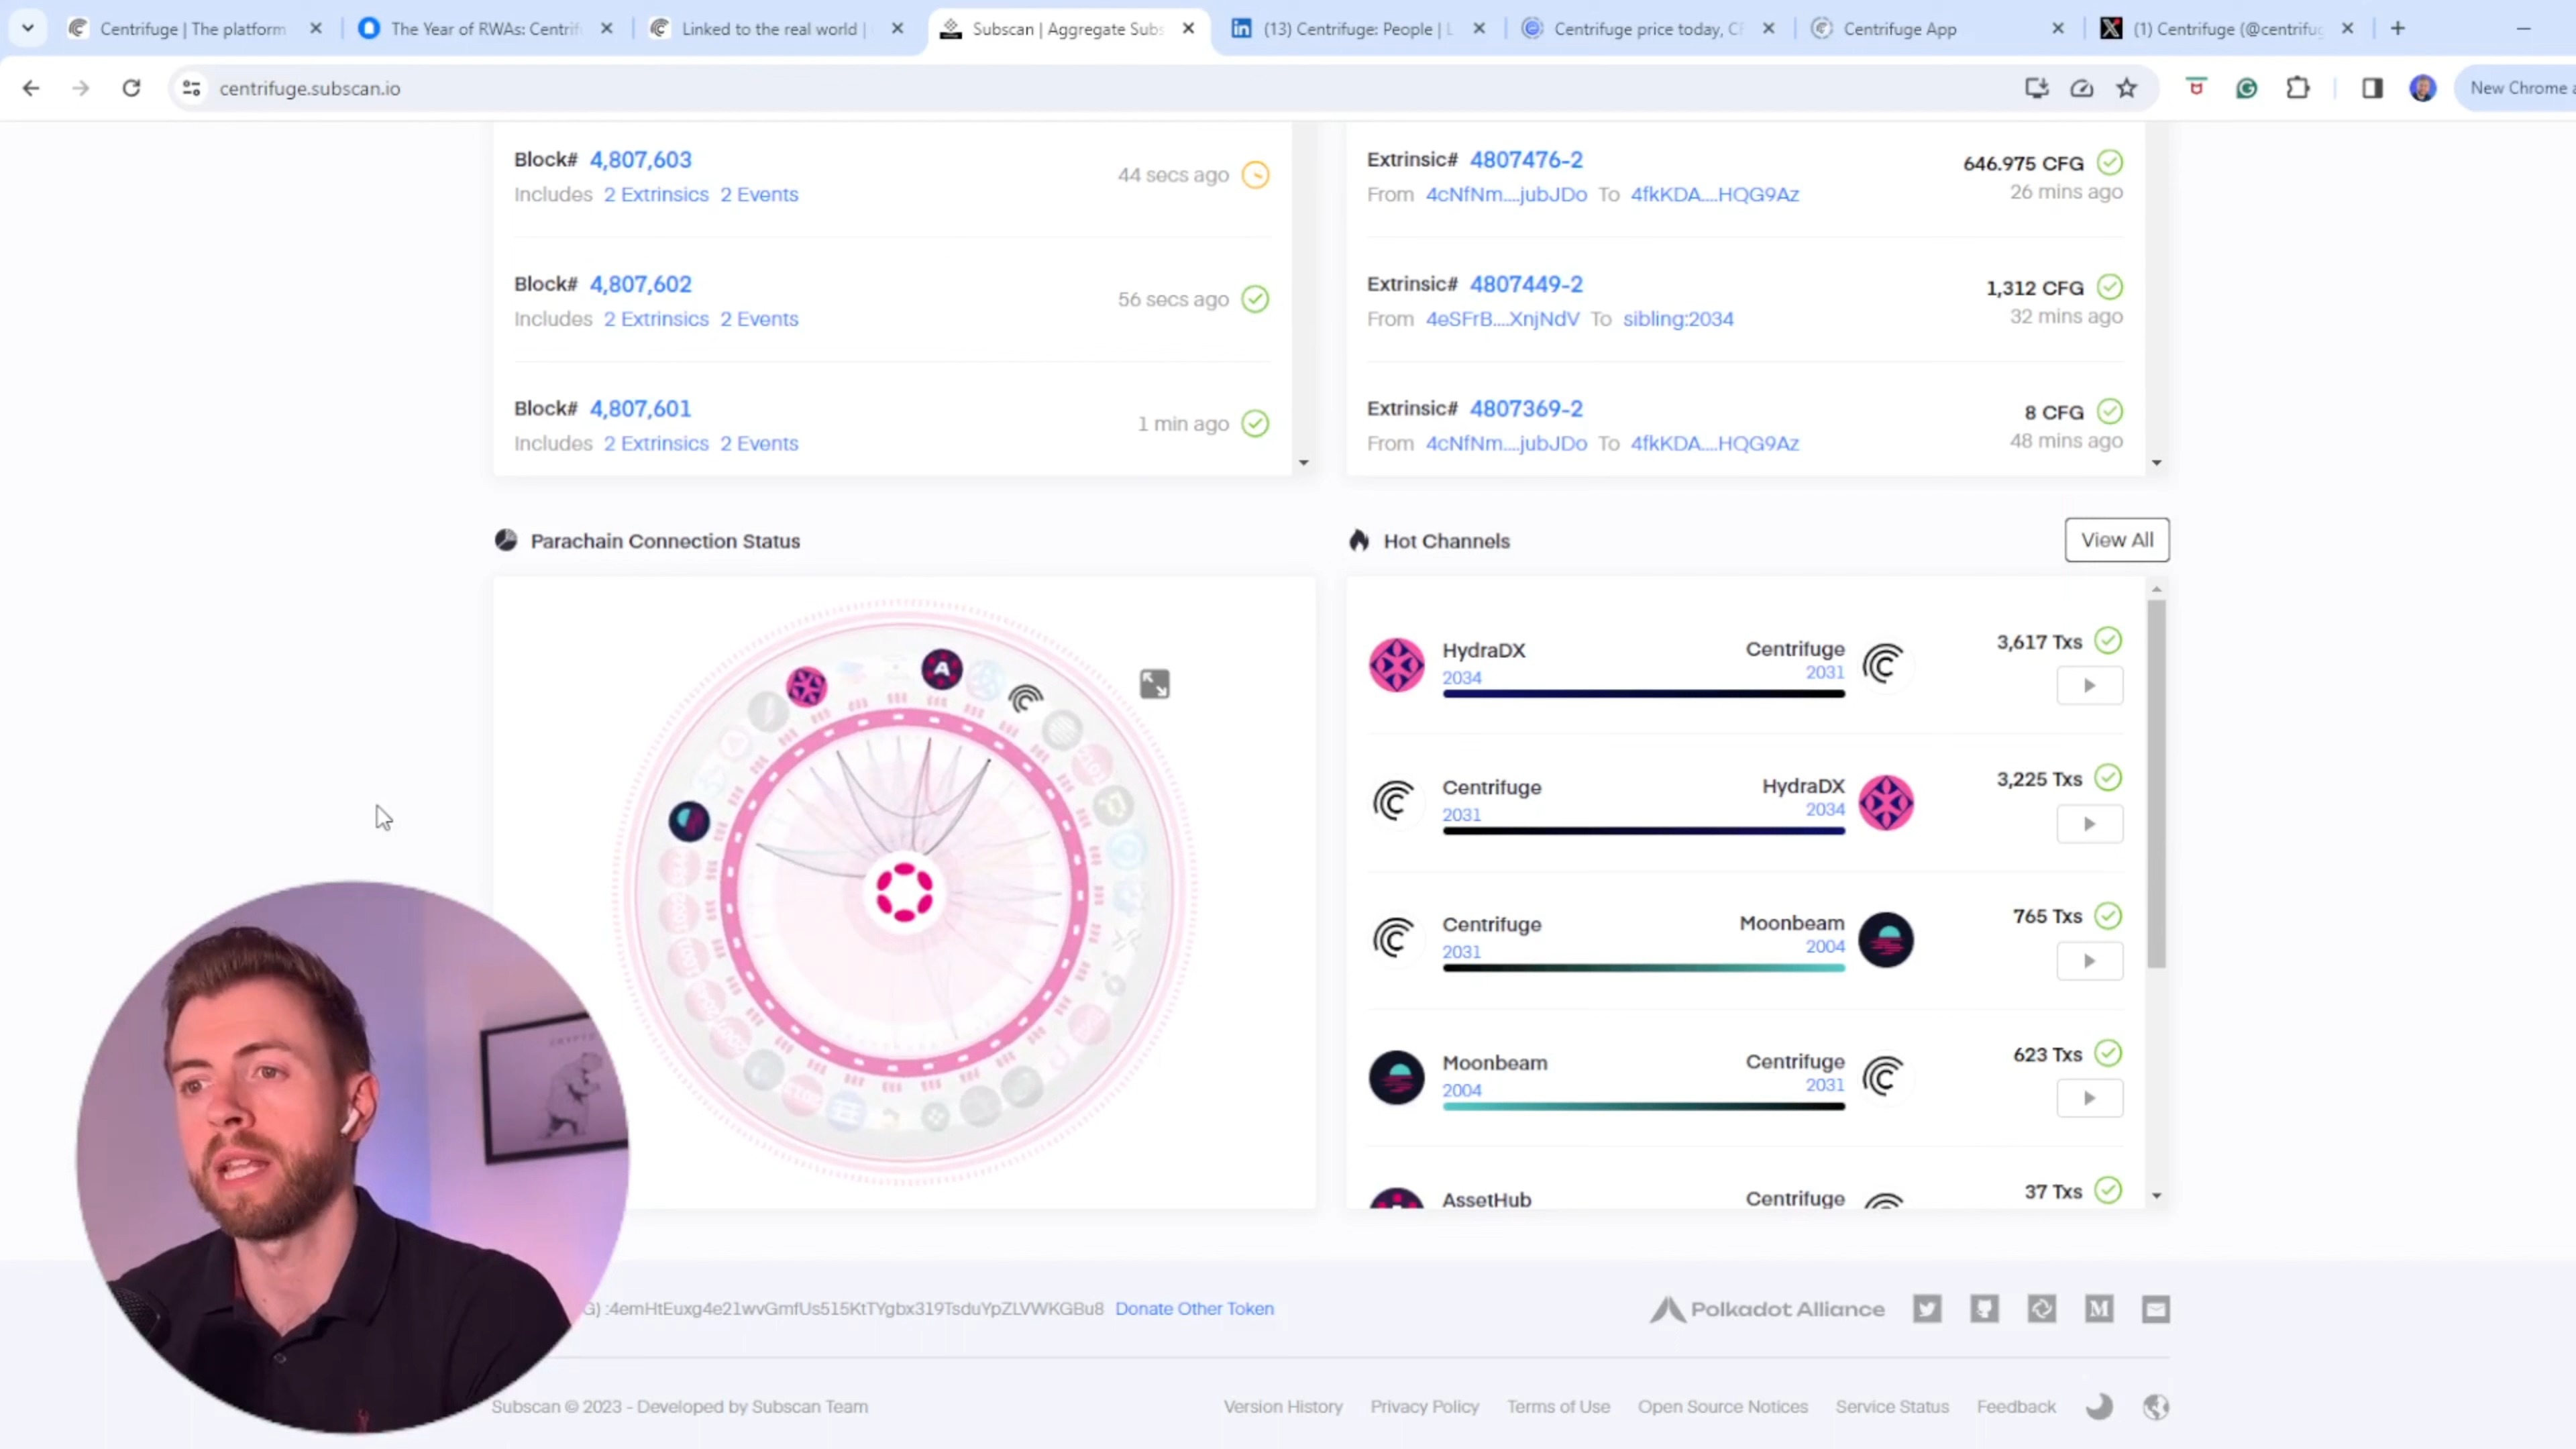 Centrifuge | The platform
The Year of RWAs: Centrif
Linked to the real world |
Subscan | Aggregate Subs
(13) Centrifuge: People | L
Centrifuge price today, CF
Centrifuge App
(1) Centrifuge (@centrifug
centrifuge.subscan.io
New Chrome a
Block# 4,807,603
44 secs ago
Includes 2 Extrinsics 2 Events
Block# 4,807,602
56 secs ago
Includes 2 Extrinsics 2 Events
Block# 4,807,601
1 min ago
Includes 2 Extrinsics 2 Events
Extrinsic# 4807476-2
646.975 CFG
From 4cNfNm....jubJDo To 4fkKDA....HQG9Az
26 mins ago
Extrinsic# 4807449-2
1,312 CFG
From 4eSFrB....XnjNdV To sibling:2034
32 mins ago
Extrinsic# 4807369-2
8 CFG
From 4cNfNm....jubJDo To 4fkKDA....HQG9Az
48 mins ago
Parachain Connection Status
Hot Channels
View All
HydraDX
2034
Centrifuge
2031
3,617 Txs
Centrifuge
2031
HydraDX
2034
3,225 Txs
Centrifuge
2031
Moonbeam
2004
765 Txs
Moonbeam
2004
Centrifuge
2031
623 Txs
AssetHub
Centrifuge
37 Txs
G) :4emHtEuxg4e21wvGmfUs515KtTYgbx319TsduYpZLVWKGBu8 Donate Other Token
Polkadot Alliance
Subscan © 2023 - Developed by Subscan Team
Version History
Privacy Policy
Terms of Use
Open Source Notices
Service Status
Feedback